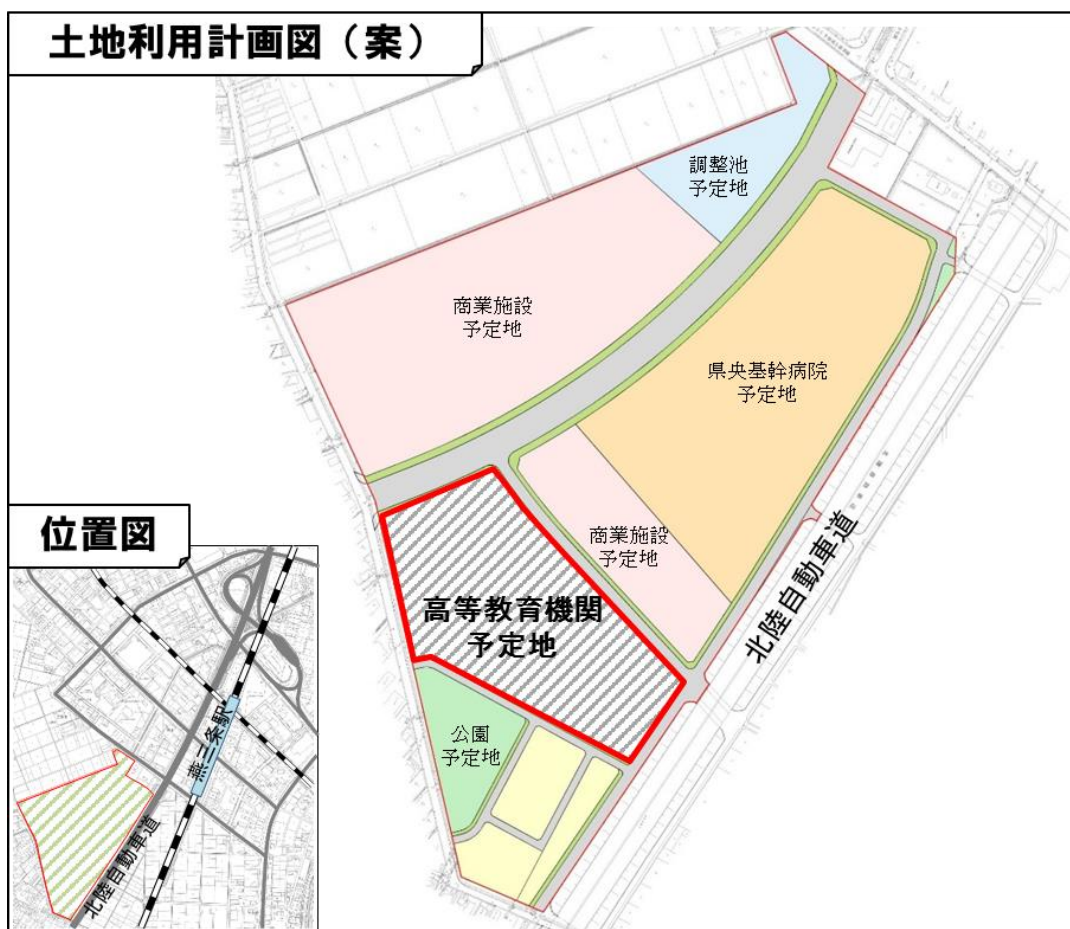 土地利用計画図（案）
調整池
予定地
商業施設
予定地
県央基幹病院
予定地
商業施設
予定地
北陸自動車道
高等教育機関
予定地
公園
予定地
位置図
燕三条駅
北陸自動車道